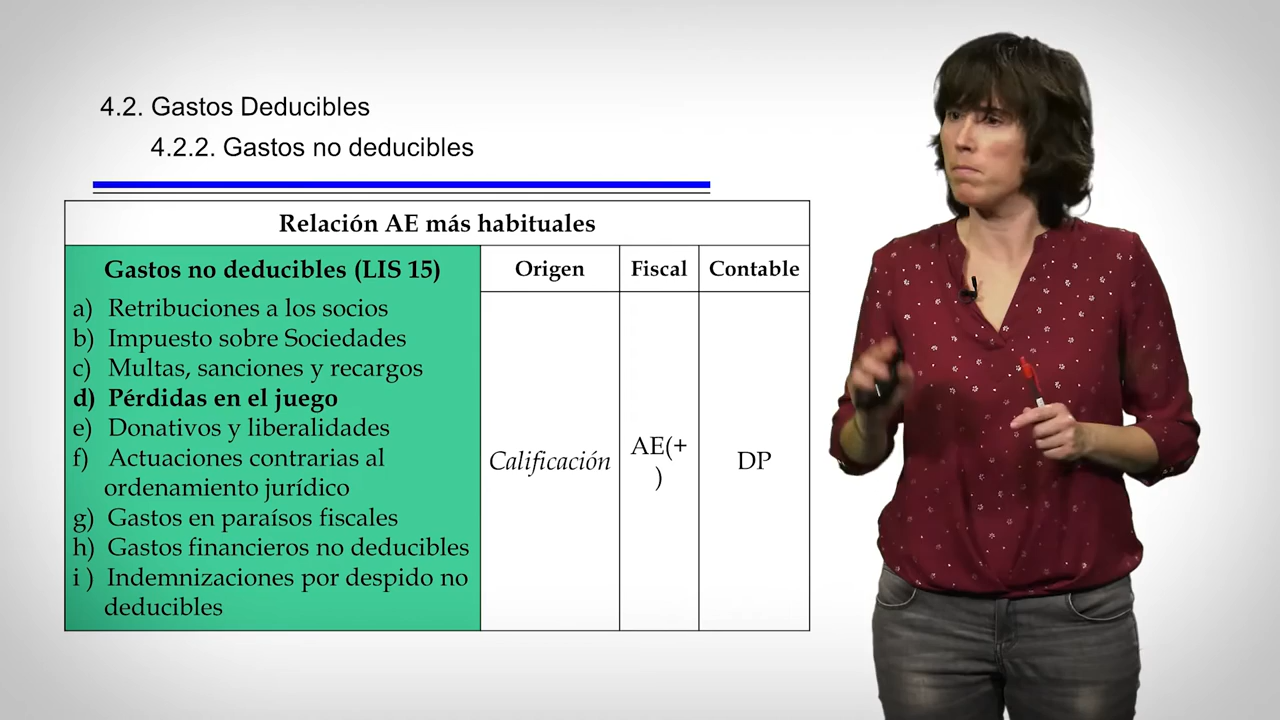 4.2. Gastos Deducibles
4.2.2. Gastos no deducibles
Relación AE más habituales
Gastos no deducibles (LIS 15)
Origen
Fiscal
Contable
a) Retribuciones a los socios
b) Impuesto sobre Sociedades
c) Multas, sanciones y recargos
d) Pérdidas en el juego
e) Donativos y liberalidades
f) Actuaciones contrarias al
ordenamiento jurídico
g) Gastos en paraísos fiscales
h) Gastos financieros no deducibles
i ) Indemnizaciones por despido no
deducibles
Calificación
AE(+
)
DP